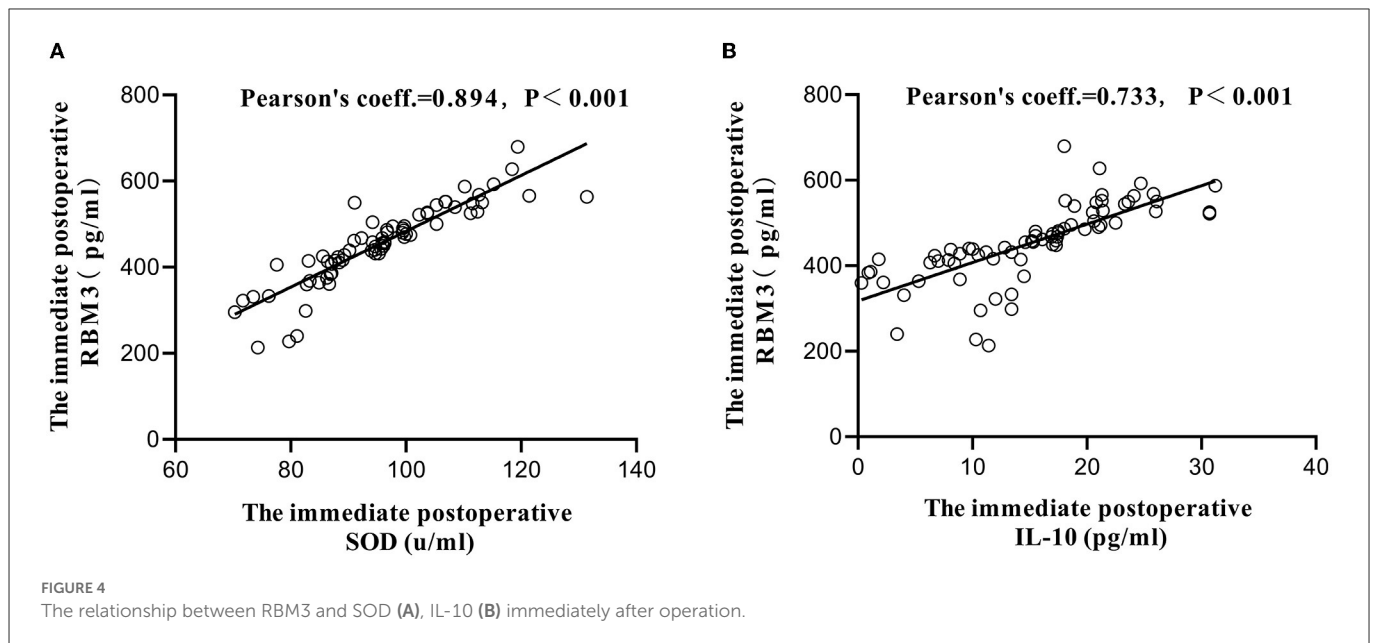 A
Pearson's coeff.=0.894, P< 0.001
The immediate postoperative
RBM3 ( pg/ml)
800
600
400
200
0
60 80 100 120 140
The immediate postoperative
SOD (u/ml)
B
Pearson's coeff.=0.733, P< 0.001
The immediate postoperative
RBM3 ( pg/ml)
800
600
400
200
0
0 10 20 30 40
The immediate postoperative
IL-10 (pg/ml)
FIGURE 4
The relationship between RBM3 and SOD (A), IL-10 (B) immediately after operation.